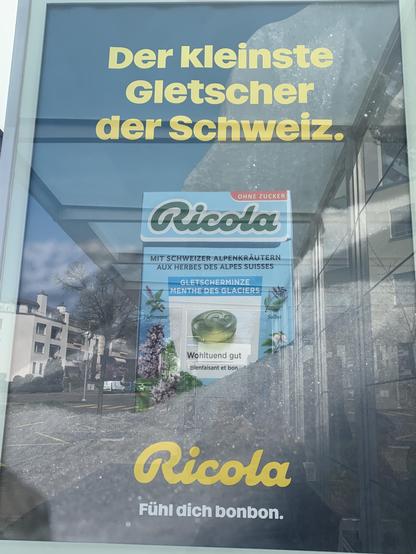 Der Kleinste
Gletscher
der Schweiz.
OHNE ZUCKER
Ricola
MIT SCHWEIZER ALPENKRÄUTERN
AUX HERBES DES ALPES SUISSES
GLETSCHERMINZE
MENTHE DES GLACIERS
Wohltuend gut
Bienfaisant et bon
Ricola
Fühl dich bonbon.